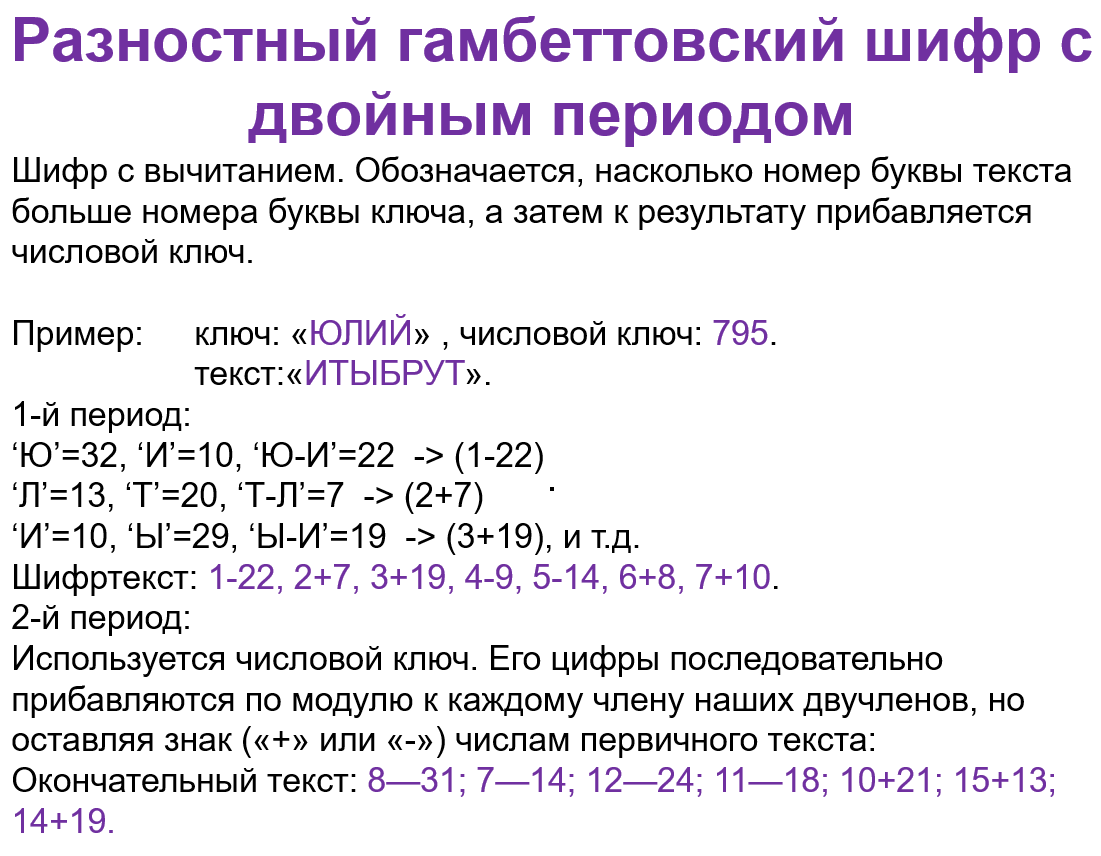 Разностный гамбеттовский шифр с
двойным периодом
Шифр с вычитанием. Обозначается, насколько номер буквы текста
больше номера буквы ключа, а затем к результату прибавляется
числовой ключ.
Пример: ключ: «ЮЛИЙ» , числовой ключ: 795.
текст:«ИТЫБРУТ».
1-й период:
‘Ю’=32, ‘И’=10, ‘Ю-И’=22 -> (1-22)
‘Л’=13, ‘Т’=20, ‘Т-Л’=7 -> (2+7) .
‘И’=10, ‘Ы’=29, ‘Ы-И’=19 -> (3+19), и т.д.
Шифртекст: 1-22, 2+7, 3+19, 4-9, 5-14, 6+8, 7+10.
2-й период:
Используется числовой ключ. Его цифры последовательно
прибавляются по модулю к каждому члену наших двучленов, но
оставляя знак («+» или «-») числам первичного текста:
Окончательный текст: 8—31; 7—14; 12—24; 11—18; 10+21; 15+13;
14+19.